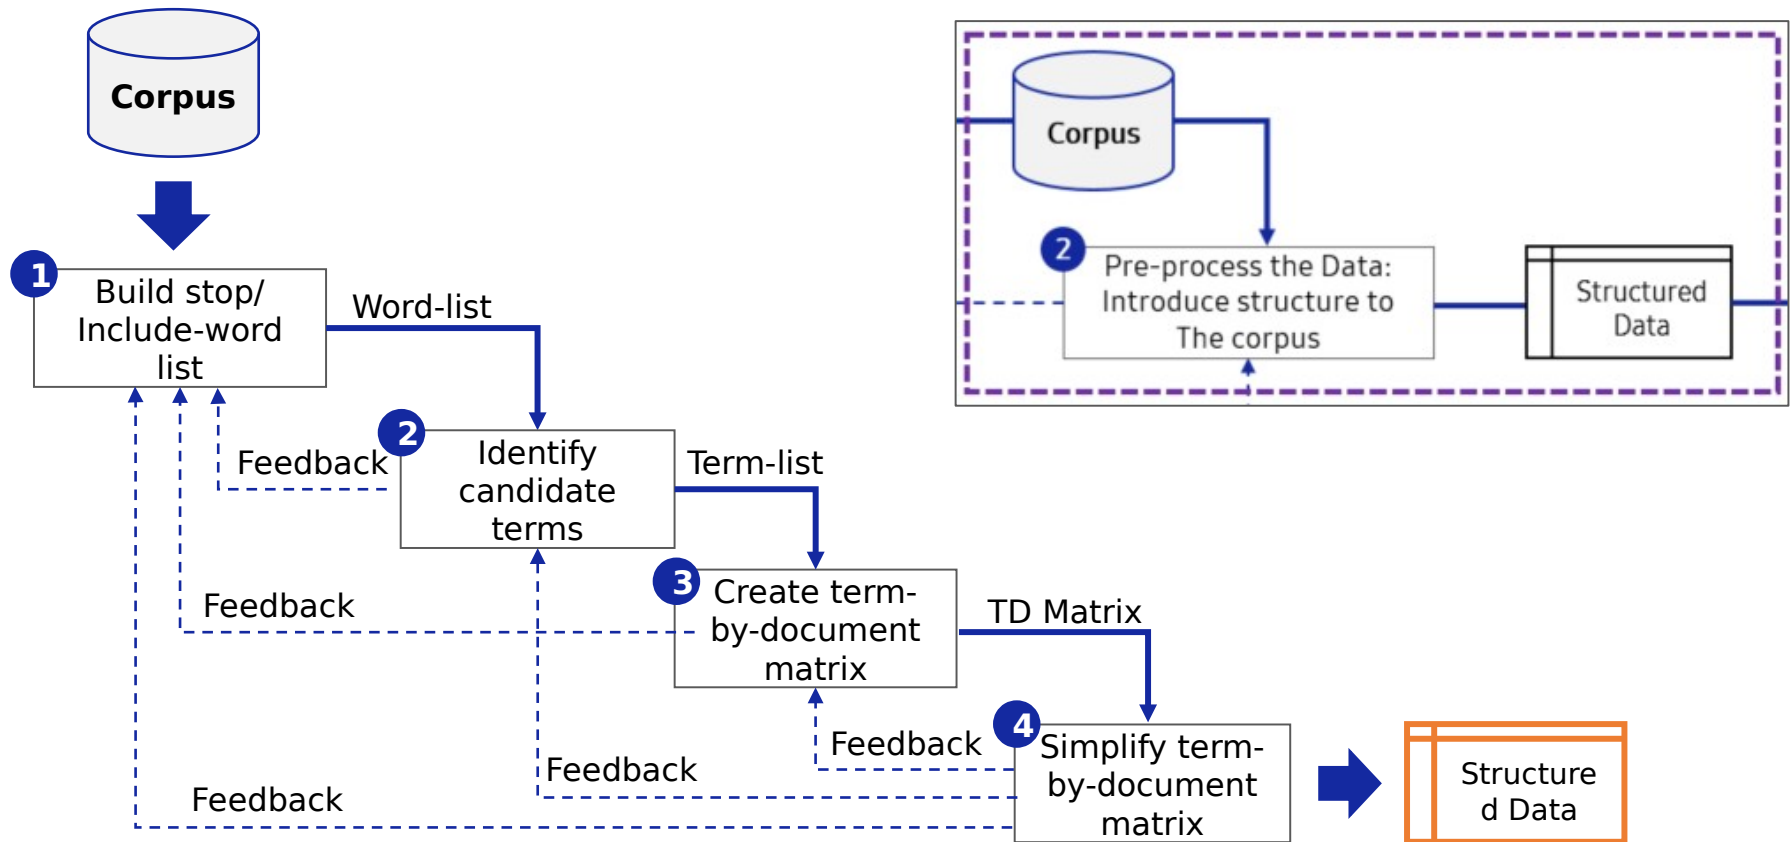 Corpus
1
Build stop/
Include-word
list
Word-list
2
Identify
candidate
terms
Feedback
Term-list
3
Create term-
by-document
matrix
Feedback
TD Matrix
4
Simplify term-
by-document
matrix
Feedback
Feedback
Feedback
Structure
d Data
Corpus
2
Pre-process the Data:
Introduce structure to
The corpus
Structured
Data